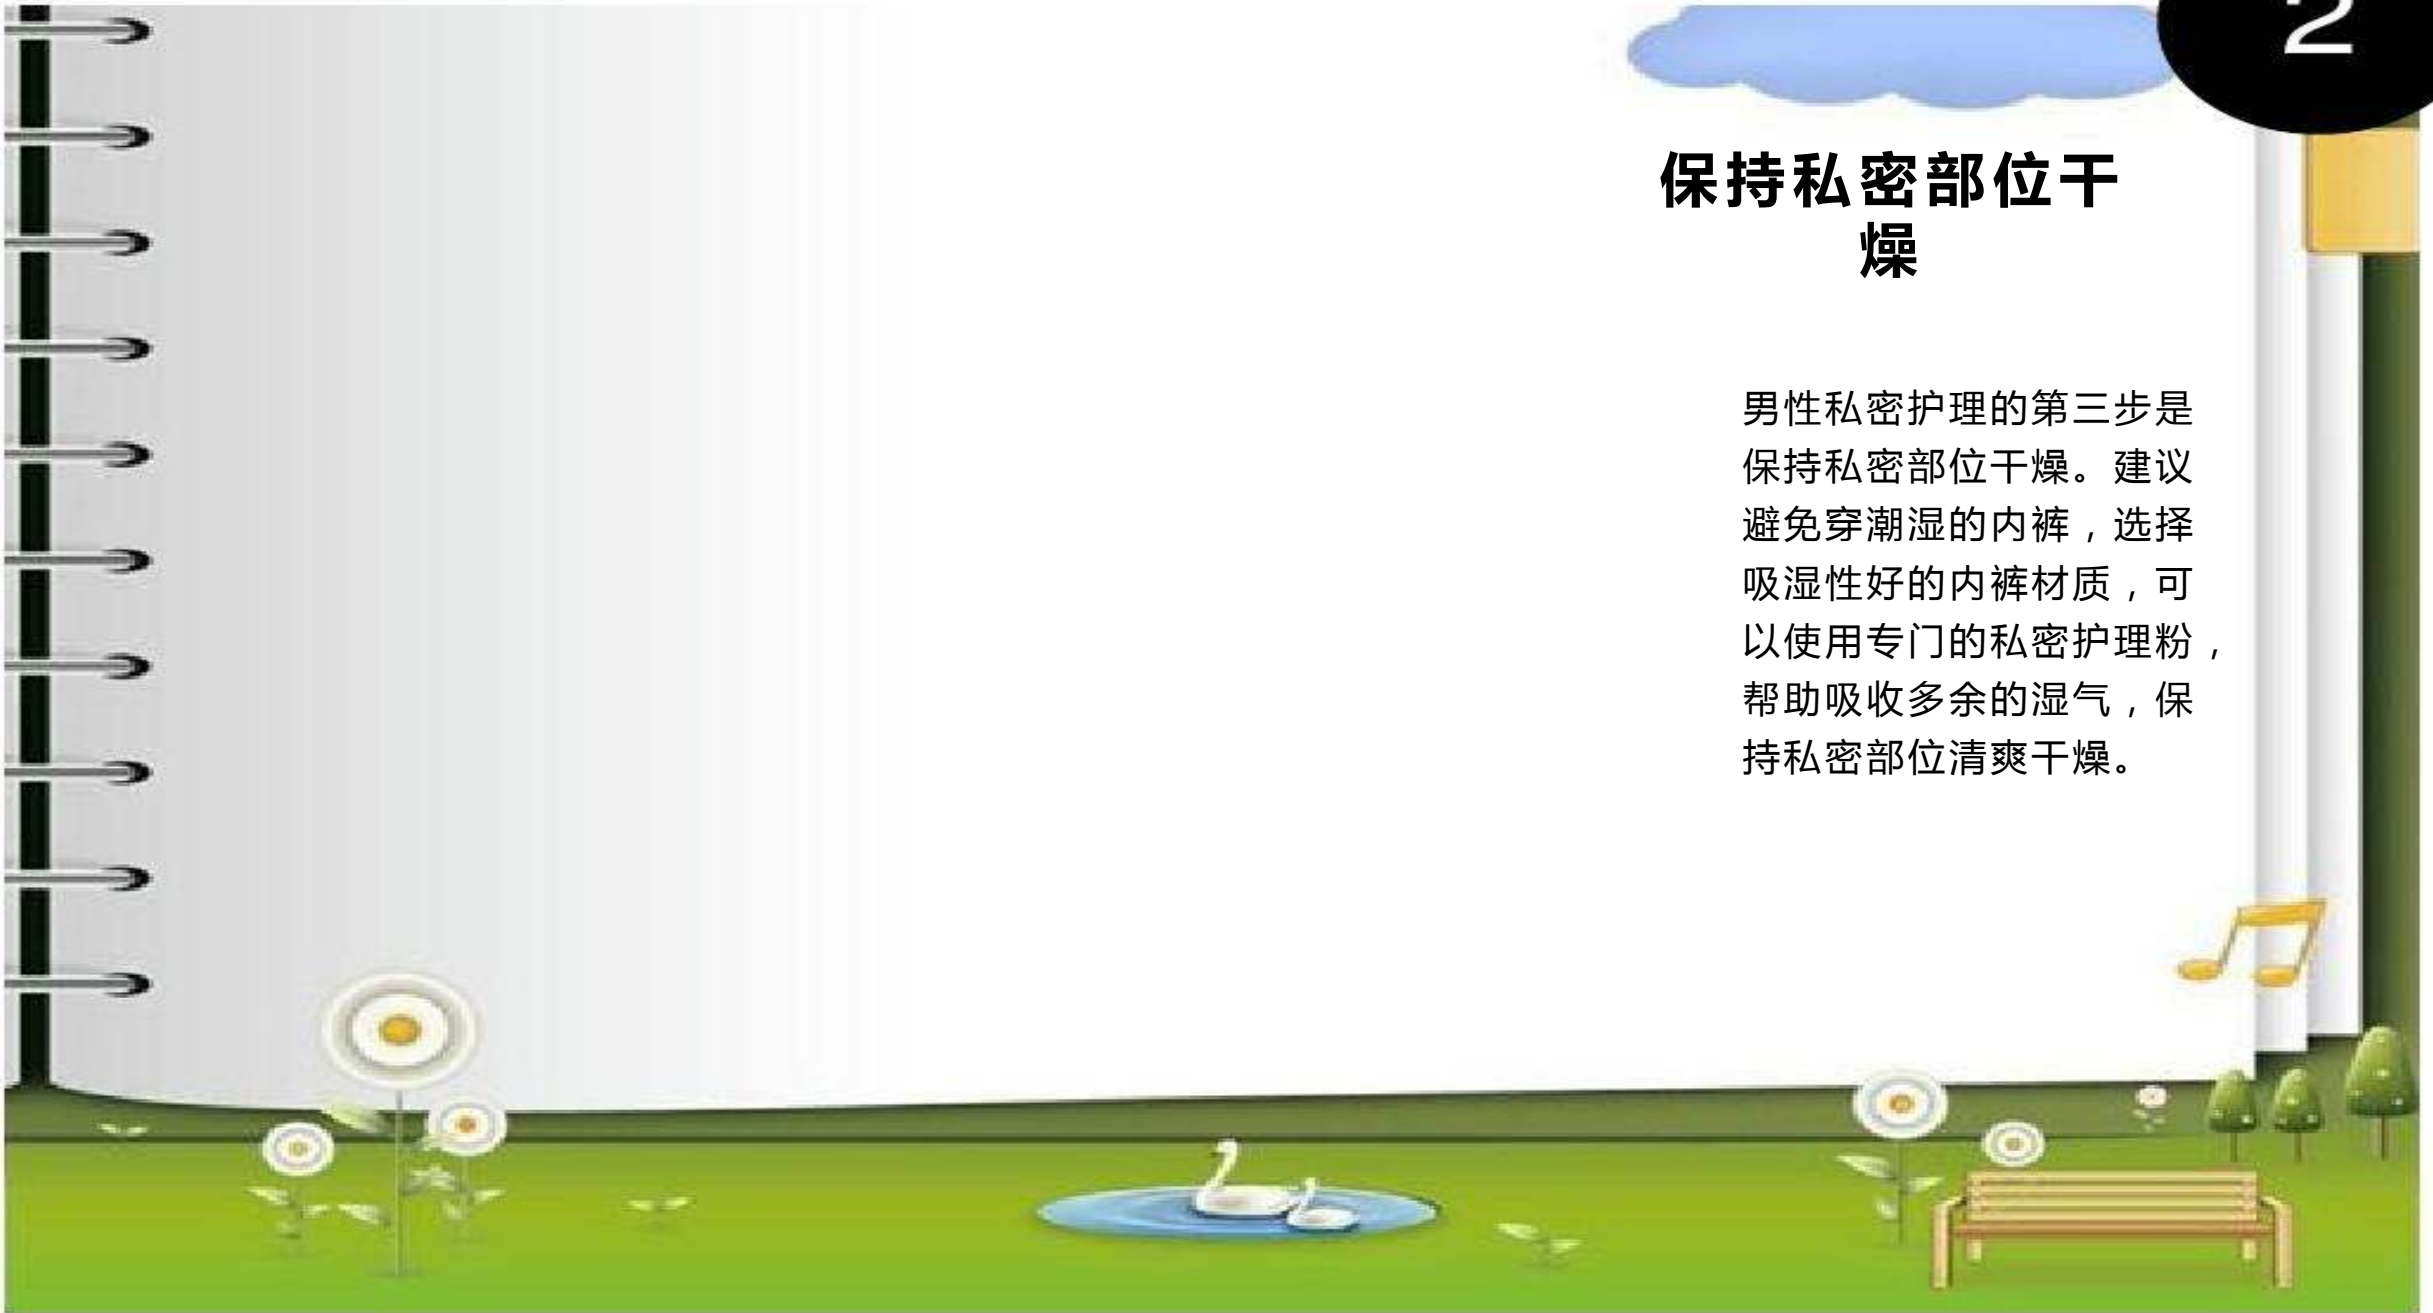 2
保持私密部位干
燥
男性私密护理的第三步是
保持私密部位干燥。建议
避免穿潮湿的内裤，选择
吸湿性好的内裤材质，可
以使用专门的私密护理粉，
帮助吸收多余的湿气，保
持私密部位清爽干燥。